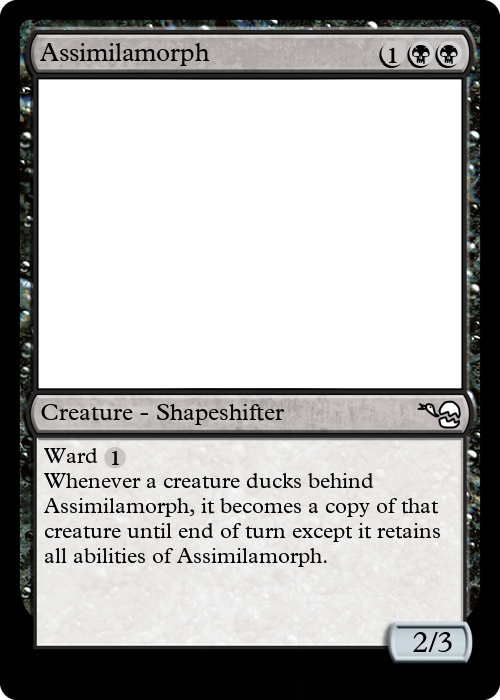 Assimilamorph 1
Creature - Shapeshifter
Ward 1
Whenever a creature ducks behind
Assimilamorph, it becomes a copy of that
creature until end of turn except it retains
all abilities of Assimilamorph.
2/3